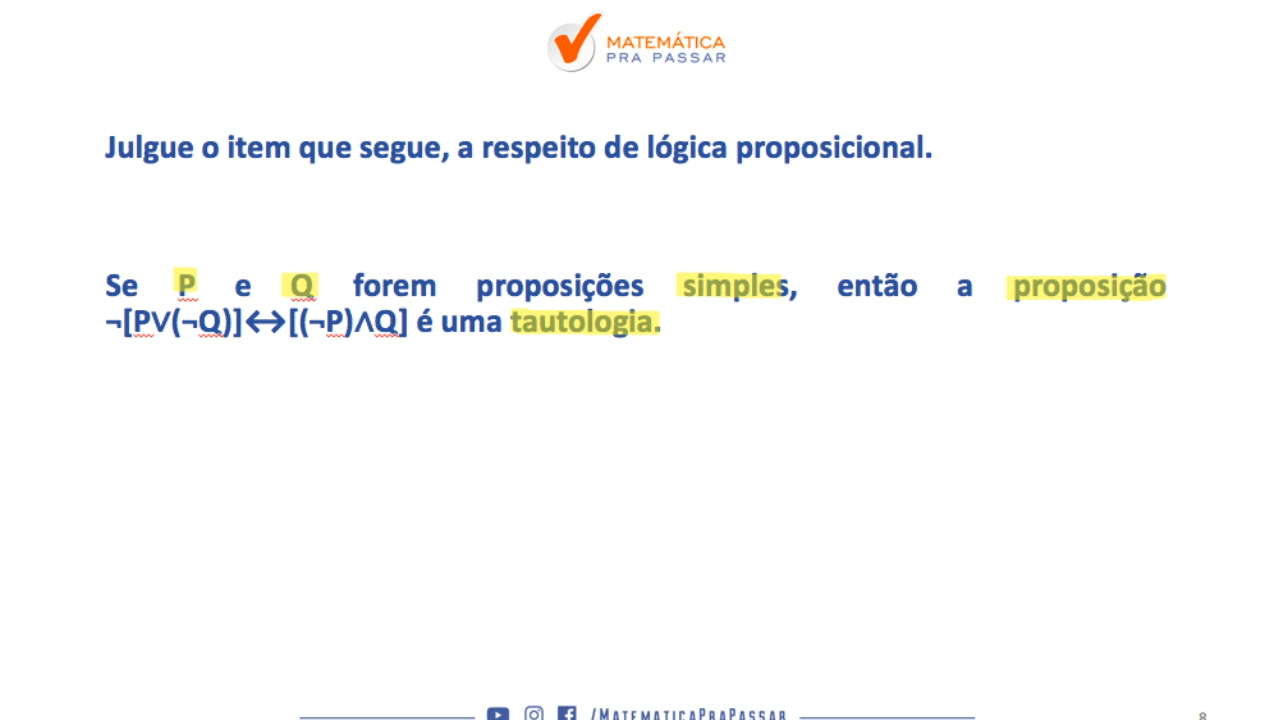 MATEMÁTICA
PRA PASSAR
Julgue o item que segue, a respeito de lógica proposicional.
Se P e Q forem proposições simples, então a proposição
¬[P∨(¬Q)]↔[(¬P)∧Q] é uma tautologia.
/MATEMATICAPRAPASSAR
8